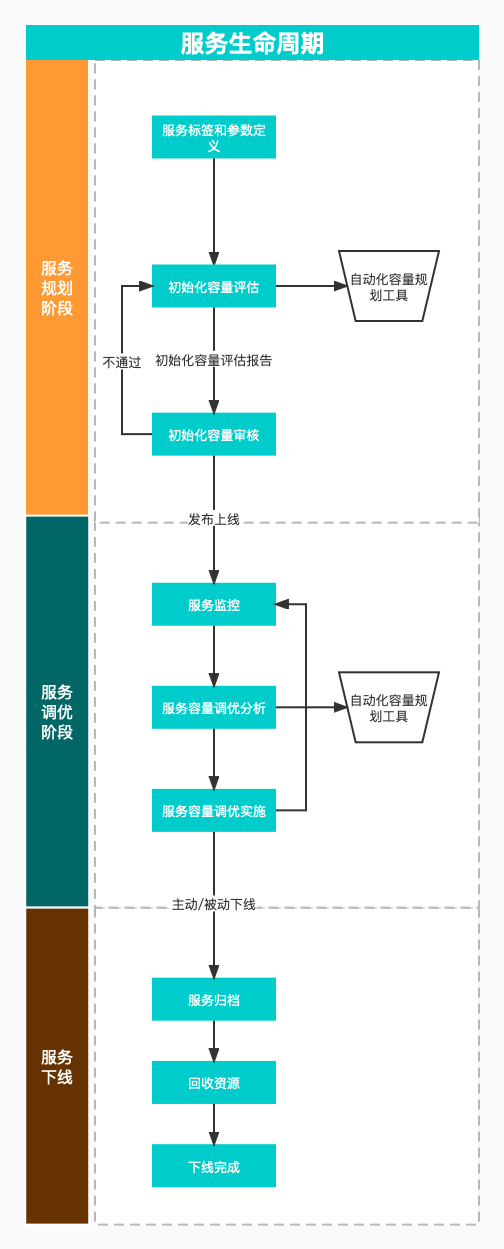 服务生命周期
服务标签和参数定
义
服务
规划
阶段
初始化容量评估
自动化容量规
划工具
不通过
初始化容量评估报告
初始化容量审核
发布上线
服务监控
服务
调优
阶段
服务容量调优分析
自动化容量规
划工具
服务容量调优实施
主动/被动下线
服务归档
服务
下线
回收资源
下线完成